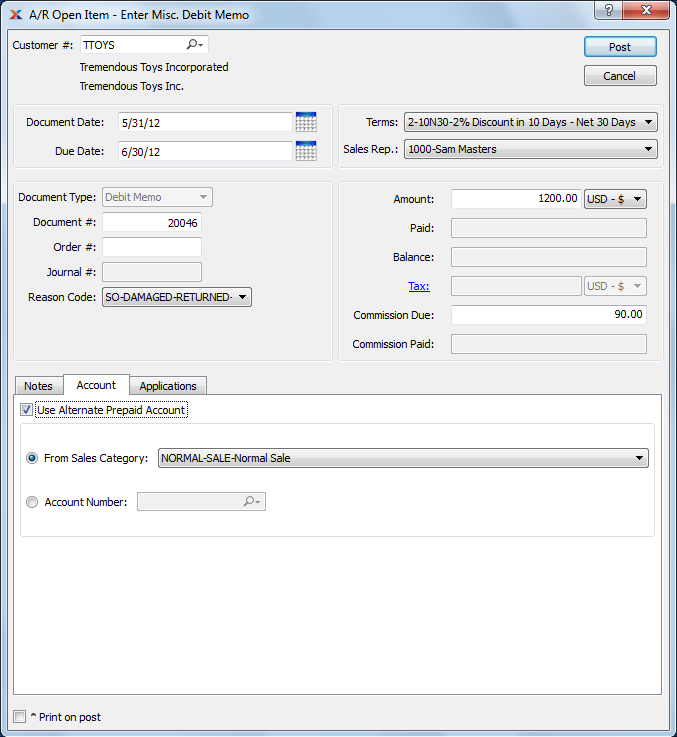 A/R Open Item - Enter Misc. Debit Memo
Customer #: TTOYS
Post
Tremendous Toys Incorporated
Cancel
Tremendous Toys Inc.
Document Date: 5/31/12
Due Date: 6/30/12
Terms: 2-10N30-2% Discount in 10 Days - Net 30 Days
Sales Rep.: 1000-Sam Masters
Document Type: Debit Memo
Document #: 20046
Order #:
Journal #:
Reason Code: SO-DAMAGED-RETURNED-
Amount: 1200.00 USD - $
Paid:
Balance:
Tax: USD - $
Commission Due: 90.00
Commission Paid:
Notes Account Applications
Use Alternate Prepaid Account
From Sales Category: NORMAL-SALE-Normal Sale
Account Number:
^ Print on post